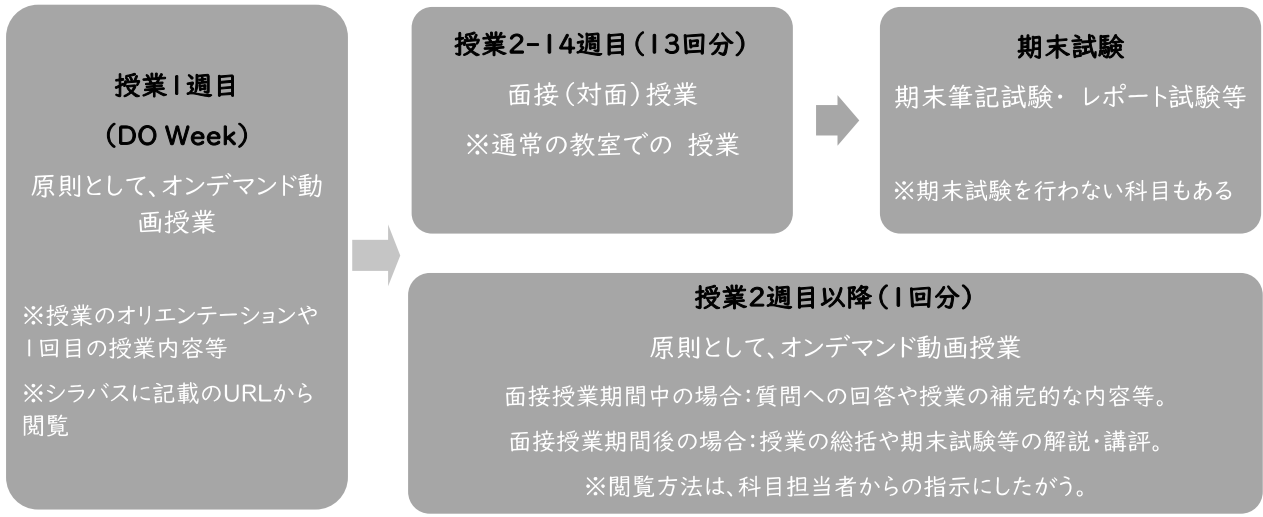 授業1週目
(DO Week)
原則として、オンデマンド動
画授業
※授業のオリエンテーションや
1回目の授業内容等
※シラバスに記載のURLから
閲覧
授業2-14週目(13回分)
面接(対面)授業
※通常の教室での 授業
期末試験
期末筆記試験・ レポート試験等
※期末試験を行わない科目もある
授業2週目以降(1回分)
原則として、オンデマンド動画授業
面接授業期間中の場合:質問への回答や授業の補完的な内容等。
面接授業期間後の場合:授業の総括や期末試験等の解説・講評。
※閲覧方法は、科目担当者からの指示にしたがう。